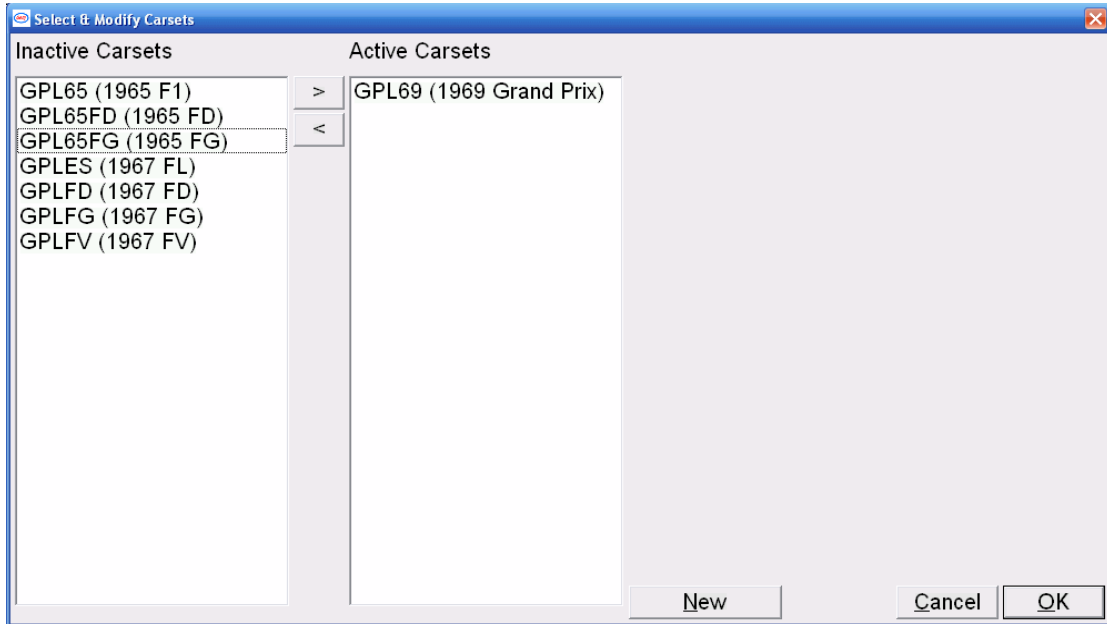 Select & Modify Carsets
Inactive Carsets
GPL65 (1965 F1)
GPL65FD (1965 FD)
GPL65FG (1965 FG)
GPLES (1967 FL)
GPLFD (1967 FD)
GPLFG (1967 FG)
GPLFV (1967 FV)
>
<
Active Carsets
GPL69 (1969 Grand Prix)
New
Cancel
OK